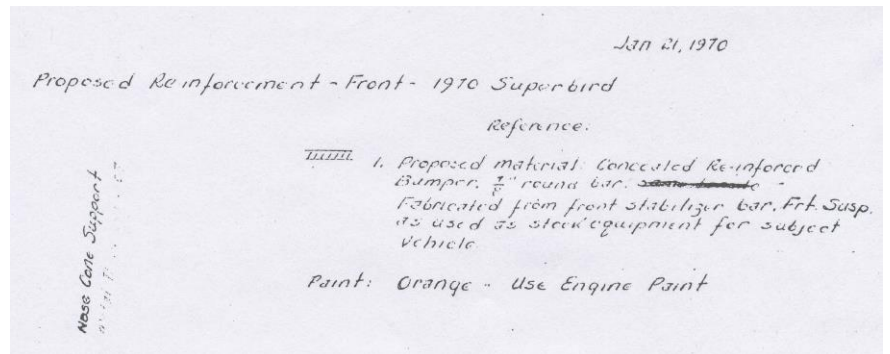 Jan 21, 1970
Proposed Reinforcement - Front - 1970 Superbird
Reference:
1. Proposed material: Concealed Re-inforced
Bumper. 7/8" round bar.
Fabricated from front stabilizer bar. Frt. Susp.
as used as stock equipment for subject
vehicle.
Paint: Orange - Use Engine Paint
Nose Cone Support